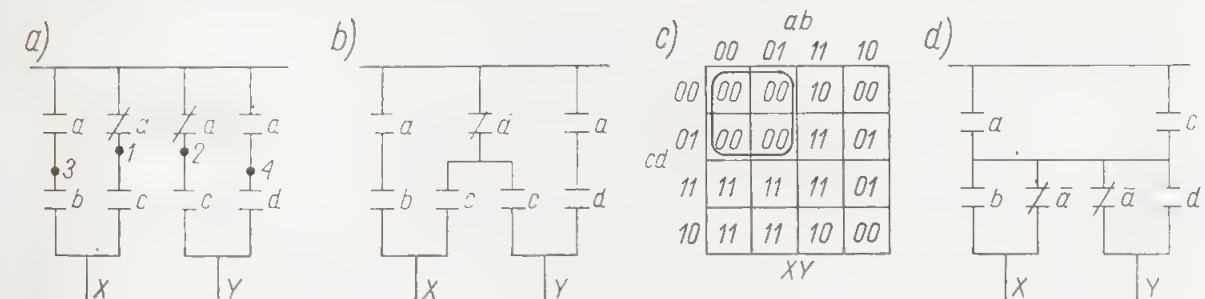 a)
a a a a
3 1 2 4
b c c d
X Y
b)
a a a
b c c d
X Y
c)
ab
00 01 11 10
00 00 00 10 00
01 00 00 11 01
cd
11 11 11 11 01
10 11 11 10 00
XY
d)
a c
b ā ā d
X Y